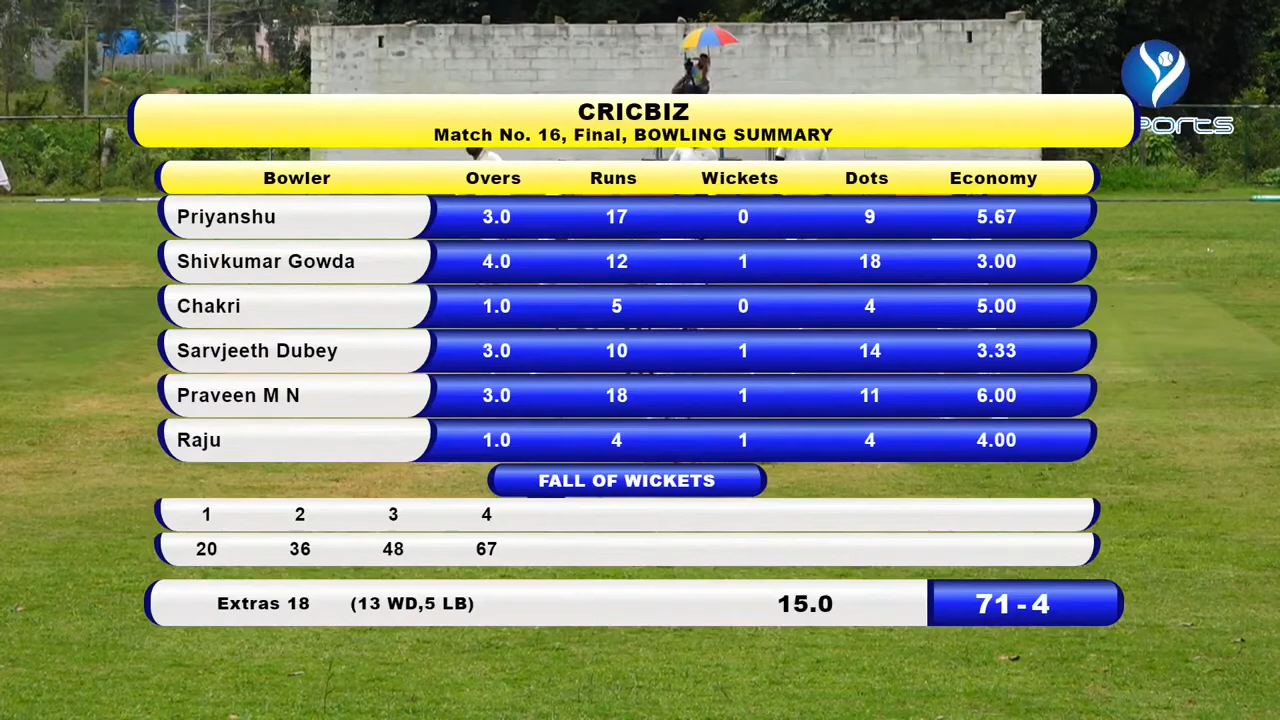 CRICBIZ
Match No. 16, Final, BOWLING SUMMARY
PORTS
Bowler Overs Runs Wickets Dots Economy
Priyanshu 3.0 17 0 9 5.67
Shivkumar Gowda 4.0 12 1 18 3.00
Chakri 1.0 5 0 4 5.00
Sarvjeeth Dubey 3.0 10 1 14 3.33
Praveen M N 3.0 18 1 11 6.00
Raju 1.0 4 1 4 4.00
FALL OF WICKETS
1 2 3 4
20 36 48 67
Extras 18 (13 WD,5 LB) 15.0 71-4